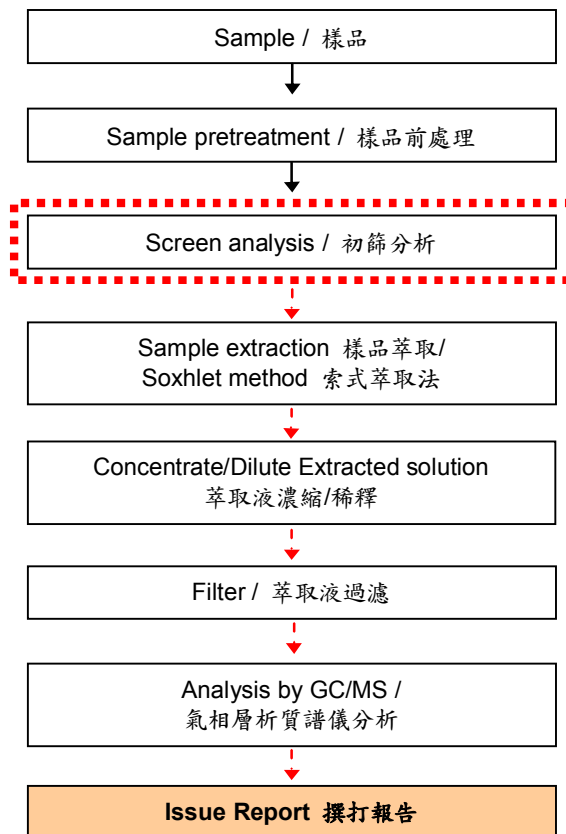 Sample / 樣品
Sample pretreatment / 樣品前處理
Screen analysis / 初篩分析
Sample extraction 樣品萃取/
Soxhlet method 索式萃取法
Concentrate/Dilute Extracted solution
萃取液濃縮/稀釋
Filter / 萃取液過濾
Analysis by GC/MS /
氣相層析質譜儀分析
Issue Report 撰打報告